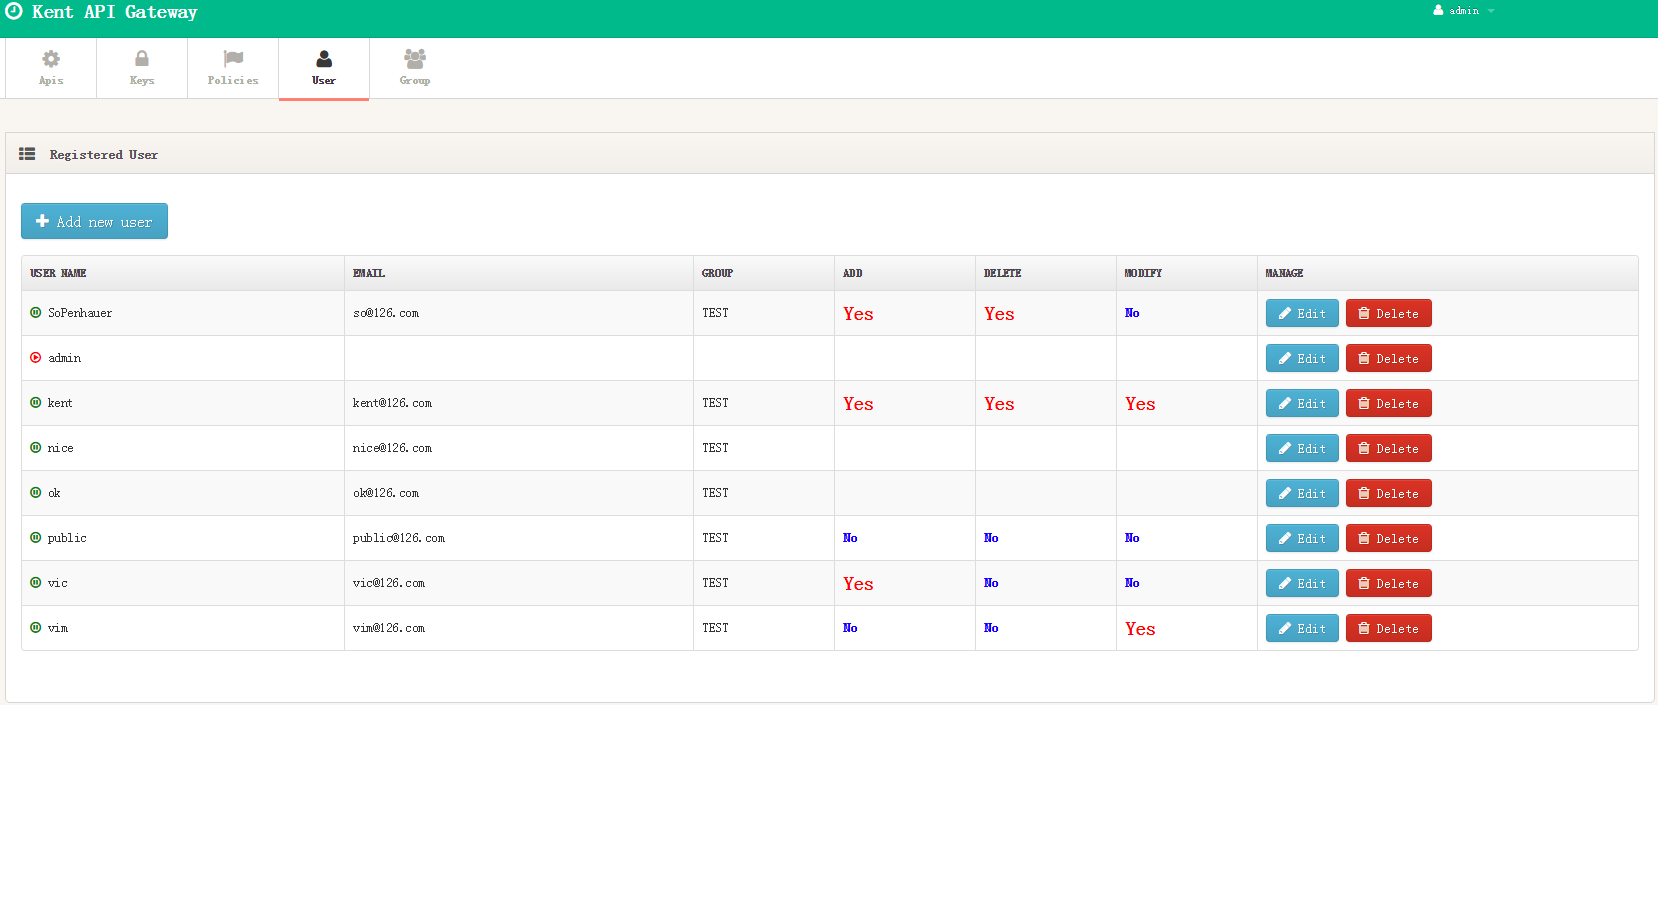 Kent API Gateway admin
Apis Keys Policies User Group
Registered User
Add new user
USER NAME EMAIL GROUP ADD DELETE MODIFY MANAGE
SoPenhauer so@126.com TEST Yes Yes No Edit Delete
admin Edit Delete
kent kent@126.com TEST Yes Yes Yes Edit Delete
nice nice@126.com TEST Edit Delete
ok ok@126.com TEST Edit Delete
public public@126.com TEST No No No Edit Delete
vic vic@126.com TEST Yes No No Edit Delete
vim vim@126.com TEST No No Yes Edit Delete